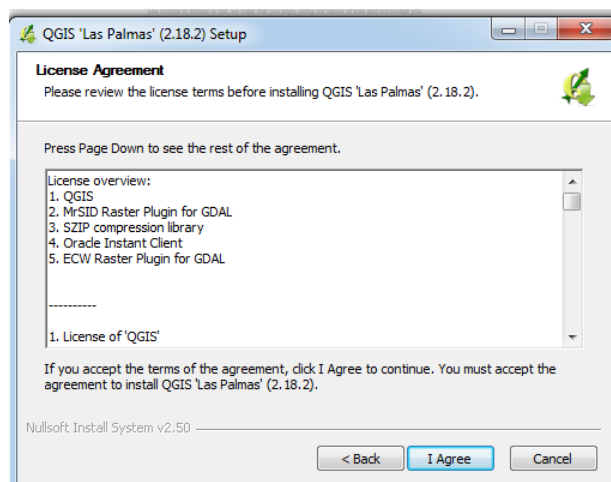 QGIS 'Las Palmas' (2.18.2) Setup
License Agreement
Please review the license terms before installing QGIS 'Las Palmas' (2.18.2).
Press Page Down to see the rest of the agreement.
License overview:
1. QGIS
2. MrSID Raster Plugin for GDAL
3. SZIP compression library
4. Oracle Instant Client
5. ECW Raster Plugin for GDAL
----------
1. License of 'QGIS'
If you accept the terms of the agreement, click I Agree to continue. You must accept the
agreement to install QGIS 'Las Palmas' (2.18.2).
Nullsoft Install System v2.50
< Back
I Agree
Cancel